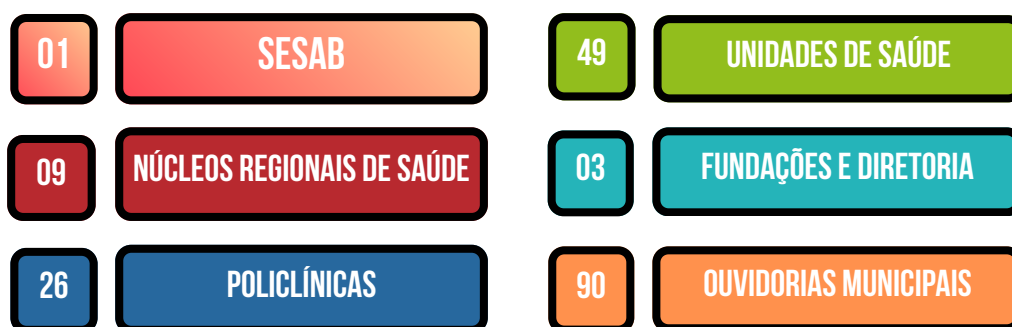 01 SESAB
09 NÚCLEOS REGIONAIS DE SAÚDE
26 POLICLÍNICAS
49 UNIDADES DE SAÚDE
03 FUNDAÇÕES E DIRETORIA
90 OUVIDORIAS MUNICIPAIS